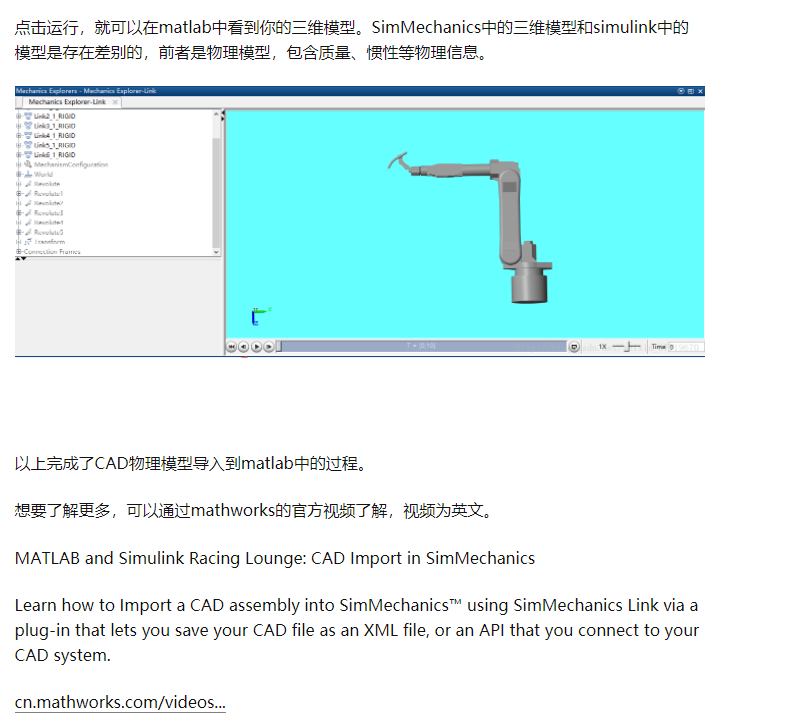 点击运行，就可以在matlab中看到你的三维模型。SimMechanics中的三维模型和simulink中的
模型是存在差别的，前者是物理模型，包含质量、惯性等物理信息。
Mechanics Explorers - Mechanics Explorer-Link
Mechanics Explorer-Link
Link2_1_RIGID
Link3_1_RIGID
Link4_1_RIGID
Link5_1_RIGID
Link6_1_RIGID
MechanismConfiguration
World
Revolute
Revolute1
Revolute2
Revolute3
Revolute4
Revolute5
Transform
Connection Frames
1X
Time 0
以上完成了CAD物理模型导入到matlab中的过程。
想要了解更多，可以通过mathworks的官方视频了解，视频为英文。
MATLAB and Simulink Racing Lounge: CAD Import in SimMechanics
Learn how to Import a CAD assembly into SimMechanics™ using SimMechanics Link via a
plug-in that lets you save your CAD file as an XML file, or an API that you connect to your
CAD system.
cn.mathworks.com/videos...